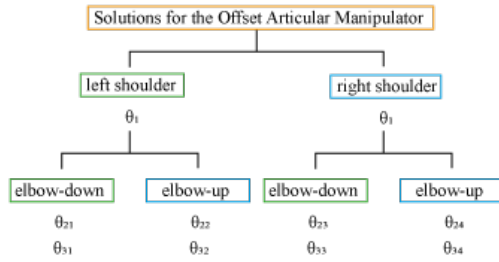 Solutions for the Offset Articular Manipulator
left shoulder
right shoulder
θ₁
θ₁
elbow-down
elbow-up
elbow-down
elbow-up
θ₂₁
θ₂₂
θ₂₃
θ₂₄
θ₃₁
θ₃₂
θ₃₃
θ₃₄